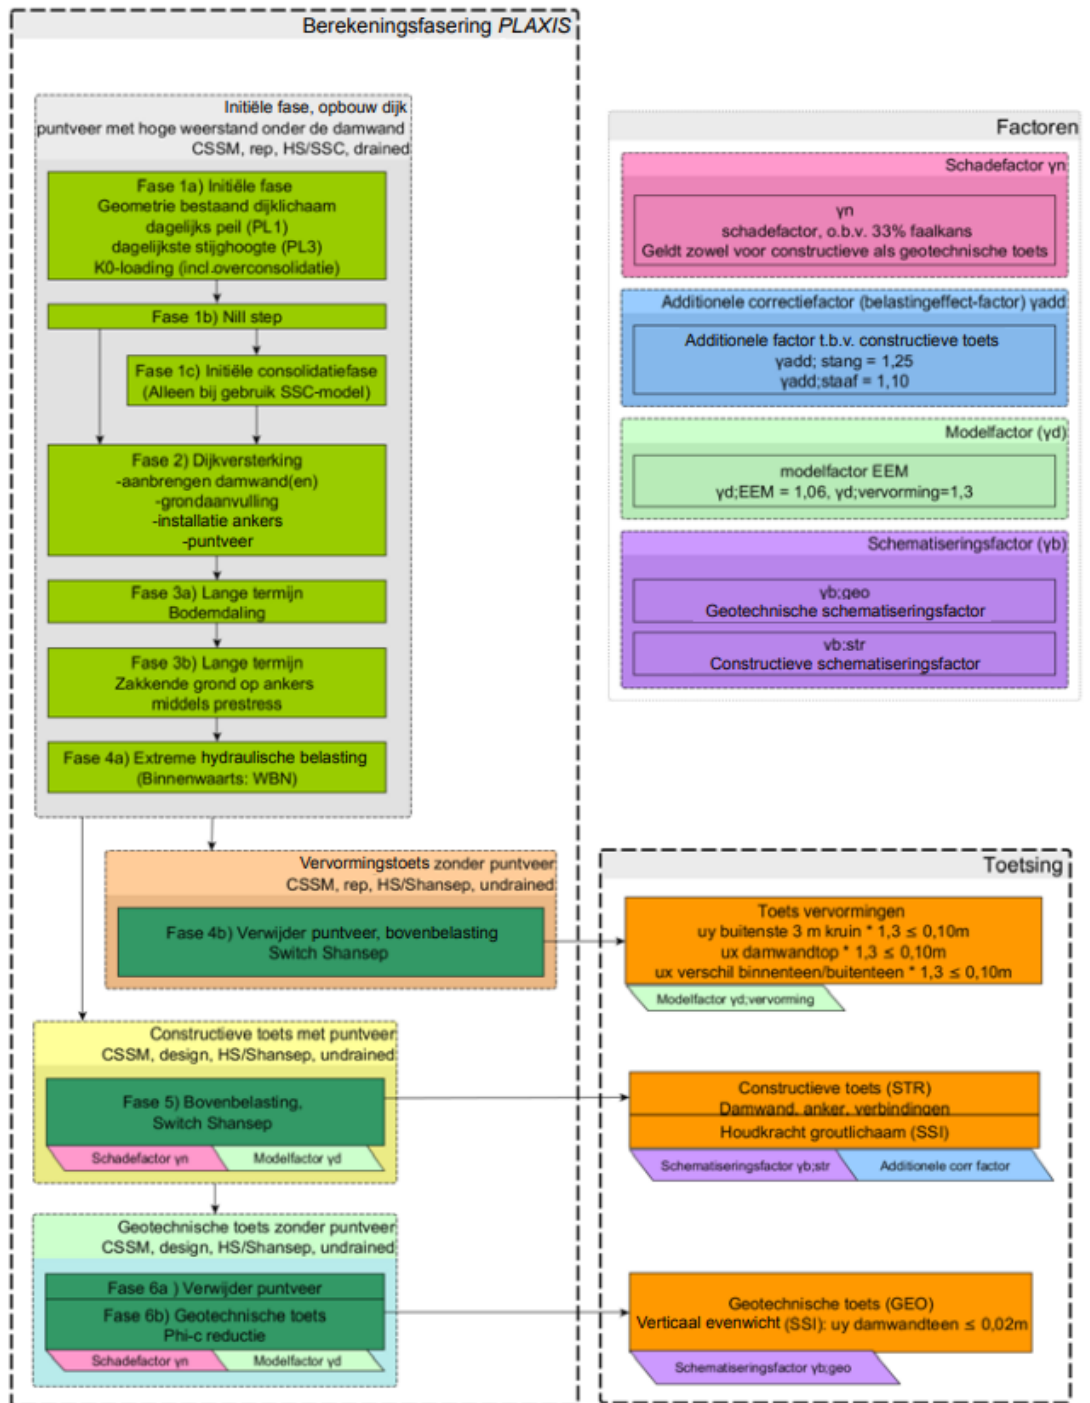 Berekeningsfasering PLAXIS
Initiële fase, opbouw dijk
puntveer met hoge weerstand onder de damwand
CSSM, rep, HS/SSC, drained
Fase 1a) Initiële fase
Geometrie bestaand dijklichaam
dagelijks peil (PL1)
dagelijkste stijghoogte (PL3)
K0-loading (incl.overconsolidatie)
Fase 1b) Nill step
Fase 1c) Initiële consolidatiefase
(Alleen bij gebruik SSC-model)
Fase 2) Dijkversterking
-aanbrengen damwand(en)
-grondaanvulling
-installatie ankers
-puntveer
Fase 3a) Lange termijn
Bodemdaling
Fase 3b) Lange termijn
Zakkende grond op ankers
middels prestress
Fase 4a) Extreme hydraulische belasting
(Binnenwaarts: WBN)
Vervormingstoets zonder puntveer
CSSM, rep, HS/Shansep, undrained
Fase 4b) Verwijder puntveer, bovenbelasting
Switch Shansep
Constructieve toets met puntveer
CSSM, design, HS/Shansep, undrained
Fase 5) Bovenbelasting,
Switch Shansep
Schadefactor γn
Modelfactor γd
Geotechnische toets zonder puntveer
CSSM, design, HS/Shansep, undrained
Fase 6a ) Verwijder puntveer
Fase 6b) Geotechnische toets
Phi-c reductie
Schadefactor γn
Modelfactor γd
Factoren
Schadefactor γn
γn
schadefactor, o.b.v. 33% faalkans
Geldt zowel voor constructieve als geotechnische toets
Additionele correctiefactor (belastingeffect-factor) γadd
Additionele factor t.b.v. constructieve toets
γadd; stang = 1,25
γadd;staaf = 1,10
Modelfactor (γd)
modelfactor EEM
γd;EEM = 1,06, γd;vervorming=1,3
Schematiseringsfactor (γb)
γb;geo
Geotechnische schematiseringsfactor
γb:str
Constructieve schematiseringsfactor
Toetsing
Toets vervormingen
uy buitenste 3 m kruin * 1,3 ≤ 0,10m
ux damwandtop * 1,3 ≤ 0,10m
ux verschil binnenteen/buitenteen * 1,3 ≤ 0,10m
Modelfactor γd;vervorming
Constructieve toets (STR)
Damwand, anker, verbindingen
Houdkracht groutlichaam (SSI)
Schematiseringsfactor γb;str
Additionele corr factor
Geotechnische toets (GEO)
Verticaal evenwicht (SSI): uy damwandteen ≤ 0,02m
Schematiseringsfactor γb;geo